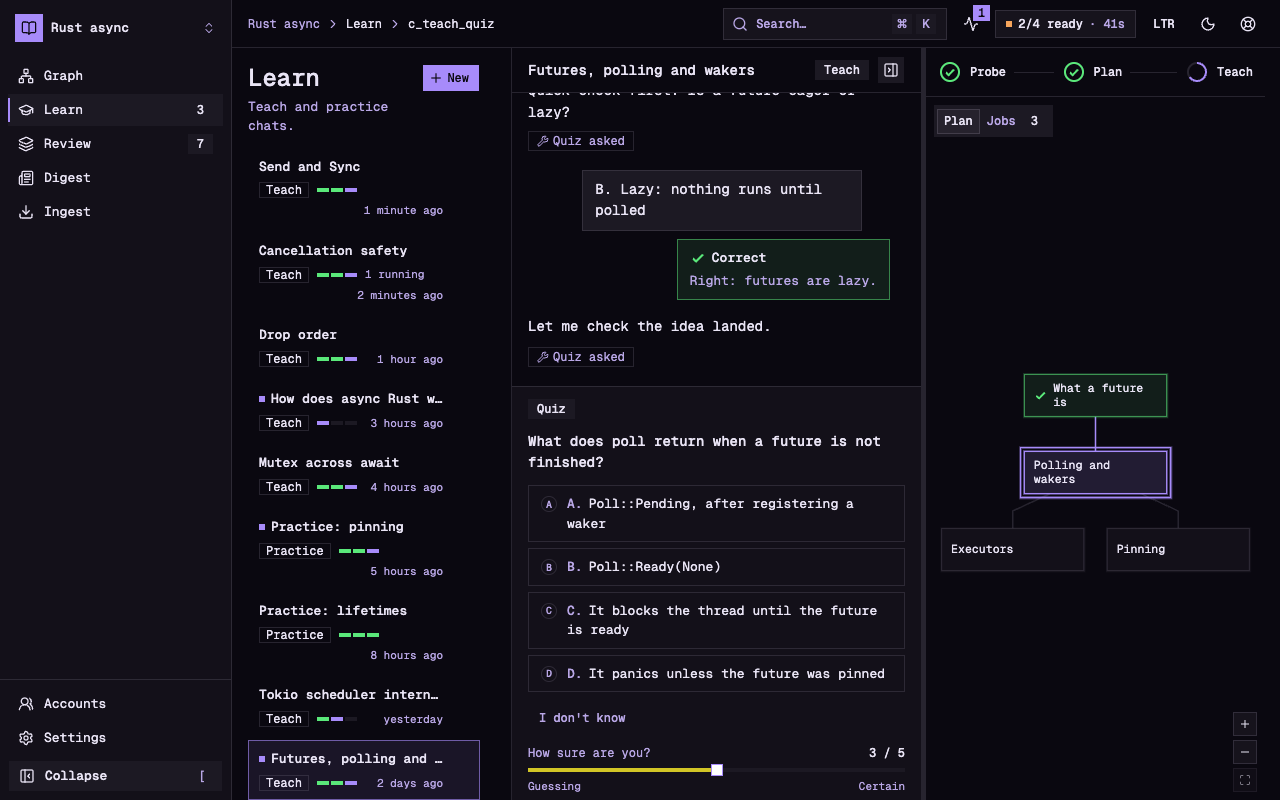 Rust async
Graph
Learn 3
Review 7
Digest
Ingest
Accounts
Settings
Collapse [
Rust async > Learn > c_teach_quiz
Search… ⌘ K
1
2/4 ready · 41s
LTR
Learn
+ New
Teach and practice
chats.
Send and Sync
Teach
1 minute ago
Cancellation safety
Teach 1 running
2 minutes ago
Drop order
Teach 1 hour ago
How does async Rust w…
Teach 3 hours ago
Mutex across await
Teach 4 hours ago
Practice: pinning
Practice
5 hours ago
Practice: lifetimes
Practice
8 hours ago
Tokio scheduler intern…
Teach yesterday
Futures, polling and …
Teach 2 days ago
Futures, polling and wakers
Teach
Quick check first: is a future eager or
lazy?
Quiz asked
B. Lazy: nothing runs until
polled
Correct
Right: futures are lazy.
Let me check the idea landed.
Quiz asked
Quiz
What does poll return when a future is not
finished?
A A. Poll::Pending, after registering a
waker
B B. Poll::Ready(None)
C C. It blocks the thread until the future
is ready
D D. It panics unless the future was pinned
I don't know
How sure are you? 3 / 5
Guessing Certain
Probe Plan Teach
Plan Jobs 3
What a future
is
Polling and
wakers
Executors
Pinning